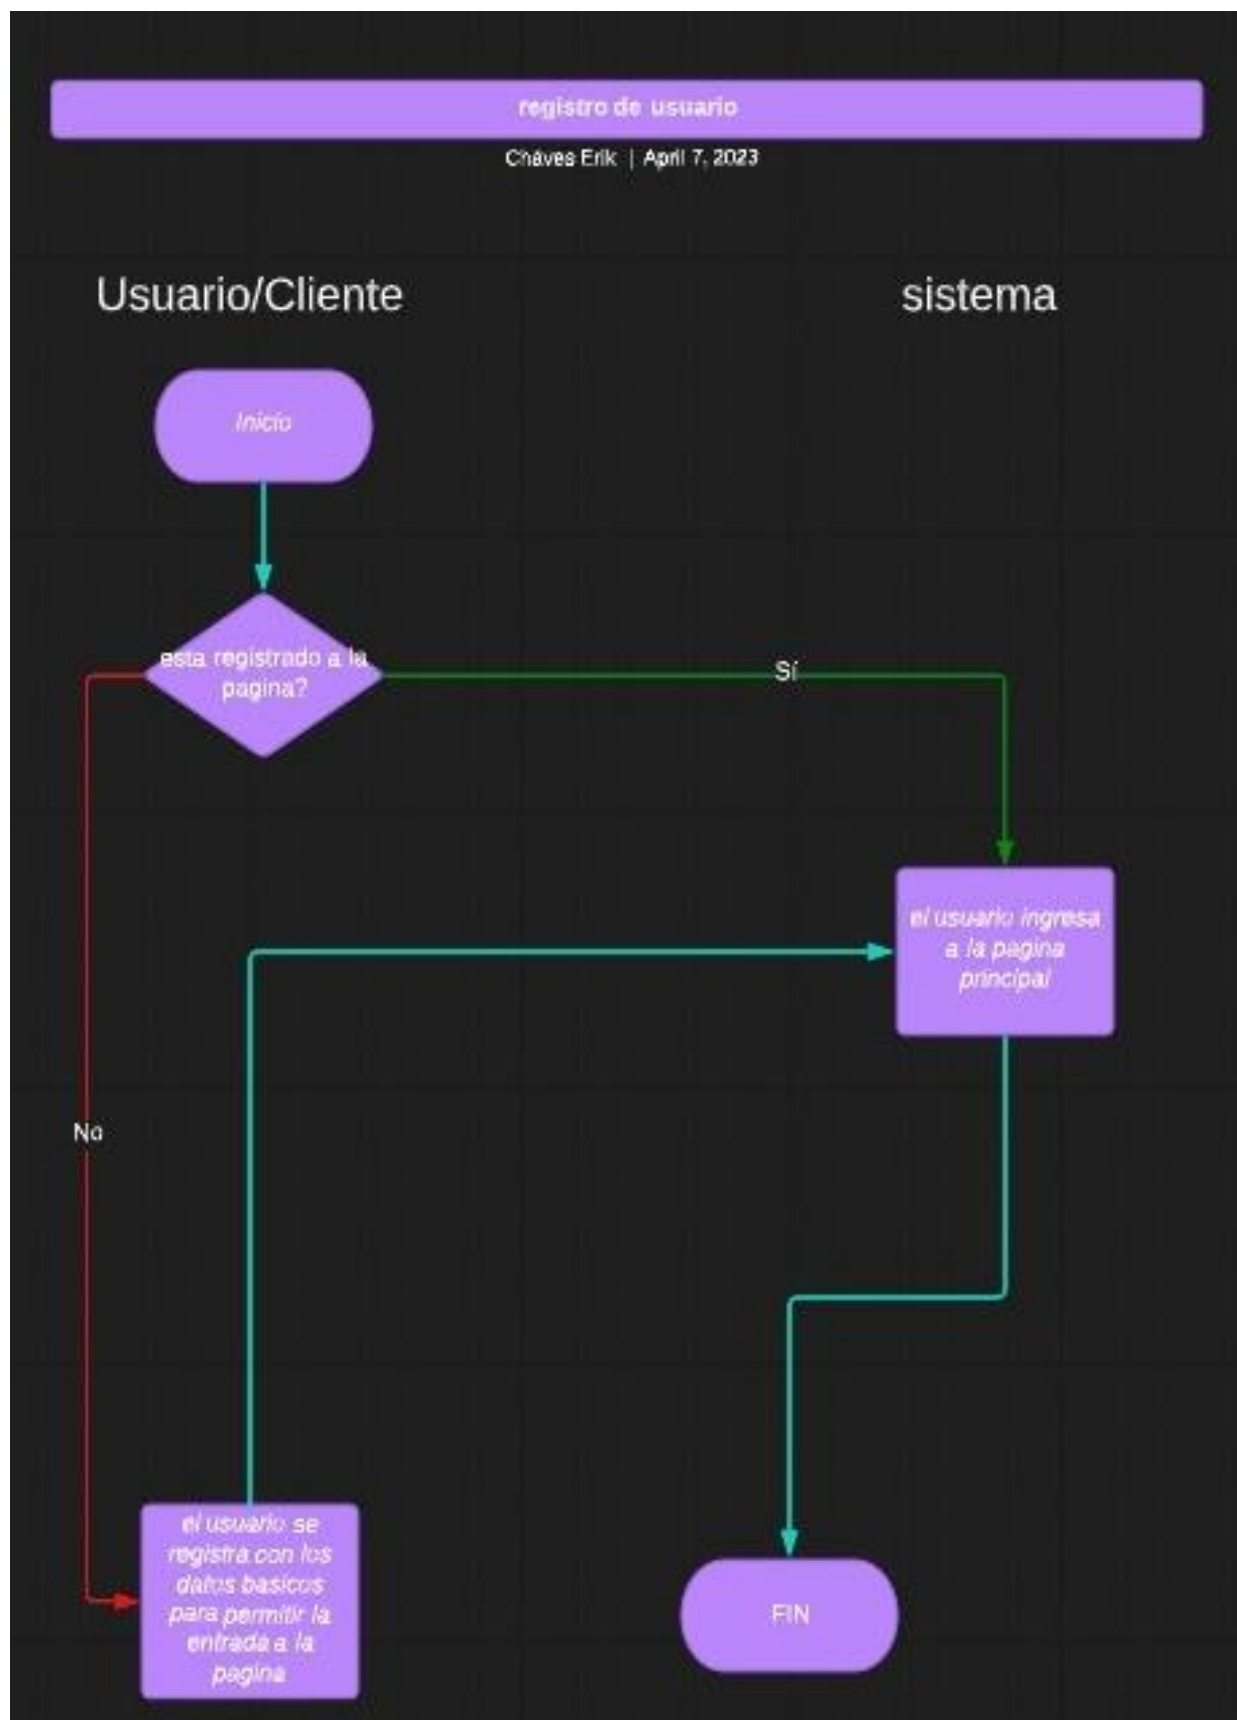 registro de usuario
Cháves Erik | April 7, 2023
Usuario/Cliente
sistema
Inicio
esta registrado a la
pagina?
Sí
el usuario ingresa
a la pagina
principal
No
el usuario se
registra con los
datos basicos
para permitir la
entrada a la
pagina
FIN